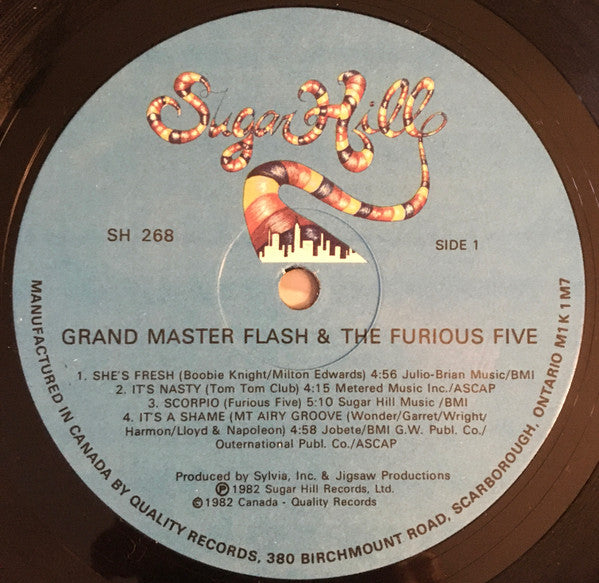 Sugar Hill
SH 268
SIDE 1
GRAND MASTER FLASH & THE FURIOUS FIVE
1. SHE'S FRESH (Boobie Knight/Milton Edwards) 4:56 Julio-Brian Music/BMI
2. IT'S NASTY (Tom Tom Club) 4:15 Metered Music Inc./ASCAP
3. SCORPIO (Furious Five) 5:10 Sugar Hill Music /BMI
4. IT'S A SHAME (MT AIRY GROOVE (Wonder/Garret/Wright/
Harmon/Lloyd & Napoleon) 4:58 Jobete/BMI G.W. Publ. Co./
Outernational Publ. Co./ASCAP
Produced by Sylvia, Inc. & Jigsaw Productions
Ⓟ1982 Sugar Hill Records, Ltd.
©1982 Canada - Quality Records
MANUFACTURED IN CANADA BY QUALITY RECORDS, 380 BIRCHMOUNT ROAD, SCARBOROUGH, ONTARIO M1K 1M7